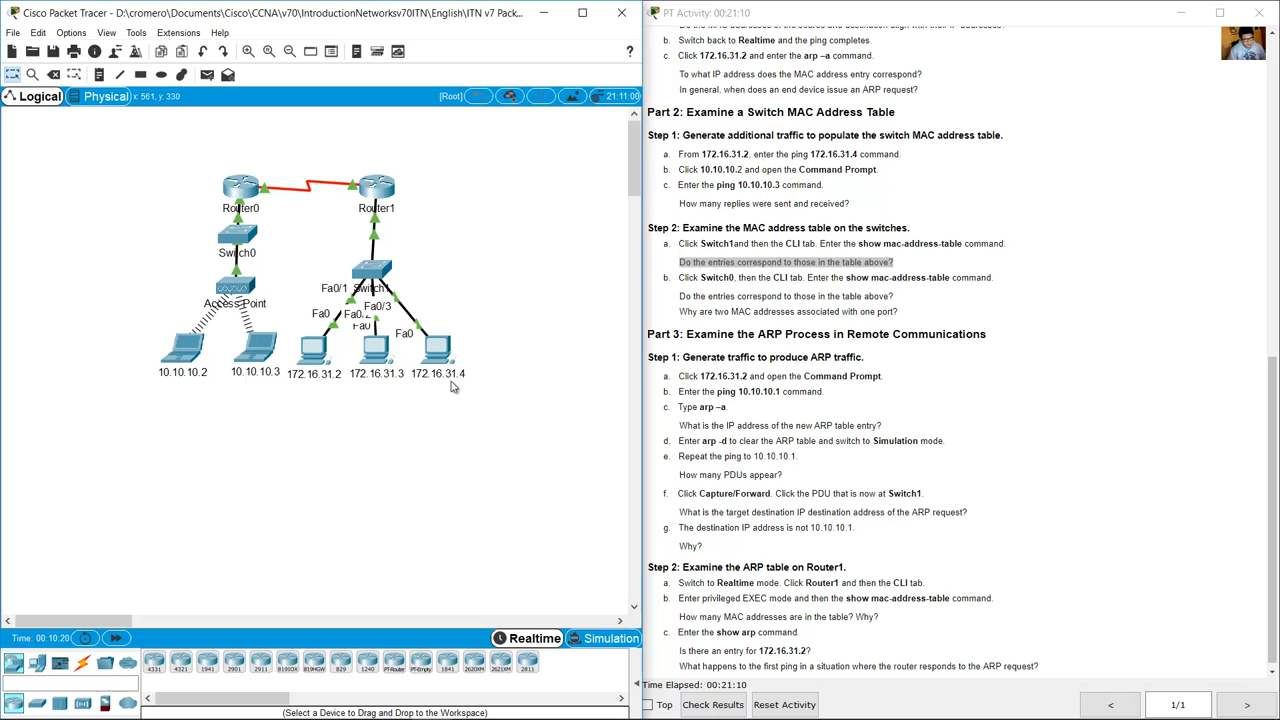 Cisco Packet Tracer - D:\cromero\Documents\Cisco\CCNA\v70\IntroductionNetworksv70ITN\English\ITN v7 Pack...
File Edit Options View Tools Extensions Help
?
Logical Physical x: 561, y: 330 [Root] 21:11:00
Router0 Router1
Switch0
Fa0/1 Switch1
Access Point Fa0/3
Fa0 Fa0/2
Fa0 Fa0
10.10.10.2 10.10.10.3 172.16.31.2 172.16.31.3 172.16.31.4
Time: 00:10:20 Realtime Simulation
4331 4321 1941 2901 2911 819IOX 819HGW 829 1240 PT-Router PT-Empty 1841 2620XM 2621XM 2811
(Select a Device to Drag and Drop to the Workspace)
PT Activity: 00:21:10
b. Switch back to Realtime and the ping completes.
c. Click 172.16.31.2 and enter the arp –a command.
To what IP address does the MAC address entry correspond?
In general, when does an end device issue an ARP request?
Part 2: Examine a Switch MAC Address Table
Step 1: Generate additional traffic to populate the switch MAC address table.
a. From 172.16.31.2, enter the ping 172.16.31.4 command.
b. Click 10.10.10.2 and open the Command Prompt.
c. Enter the ping 10.10.10.3 command.
How many replies were sent and received?
Step 2: Examine the MAC address table on the switches.
a. Click Switch1and then the CLI tab. Enter the show mac-address-table command.
Do the entries correspond to those in the table above?
b. Click Switch0, then the CLI tab. Enter the show mac-address-table command.
Do the entries correspond to those in the table above?
Why are two MAC addresses associated with one port?
Part 3: Examine the ARP Process in Remote Communications
Step 1: Generate traffic to produce ARP traffic.
a. Click 172.16.31.2 and open the Command Prompt.
b. Enter the ping 10.10.10.1 command.
c. Type arp –a.
What is the IP address of the new ARP table entry?
d. Enter arp -d to clear the ARP table and switch to Simulation mode.
e. Repeat the ping to 10.10.10.1.
How many PDUs appear?
f. Click Capture/Forward. Click the PDU that is now at Switch1.
What is the target destination IP destination address of the ARP request?
g. The destination IP address is not 10.10.10.1.
Why?
Step 2: Examine the ARP table on Router1.
a. Switch to Realtime mode. Click Router1 and then the CLI tab.
b. Enter privileged EXEC mode and then the show mac-address-table command.
How many MAC addresses are in the table? Why?
c. Enter the show arp command.
Is there an entry for 172.16.31.2?
What happens to the first ping in a situation where the router responds to the ARP request?
Time Elapsed: 00:21:10
Top Check Results Reset Activity < 1/1 >